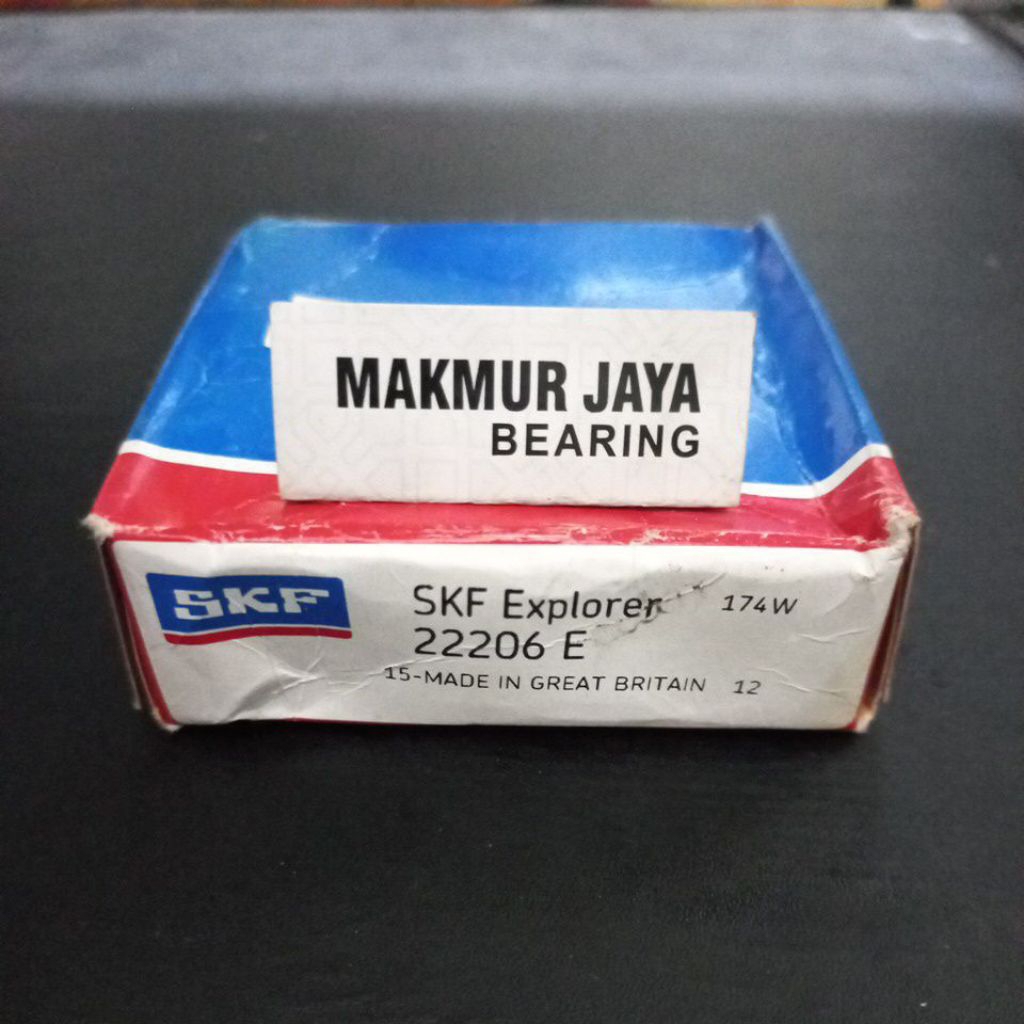 MAKMUR JAYA
BEARING
SKF
SKF Explorer
174W
22206 E
15-MADE IN GREAT BRITAIN
12